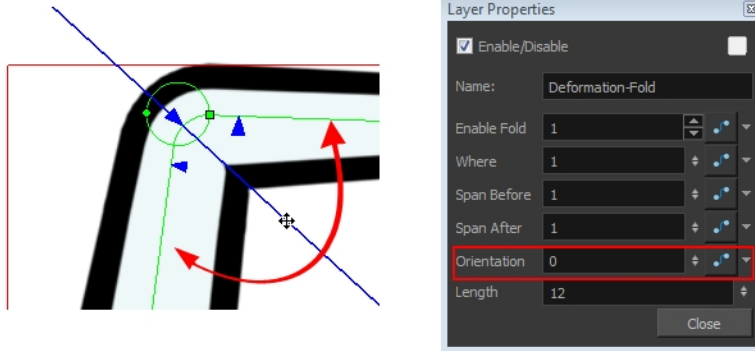 Layer Properties
Enable/Disable
Name: Deformation-Fold
Enable Fold 1
Where 1
Span Before 1
Span After 1
Orientation 0
Length 12
Close